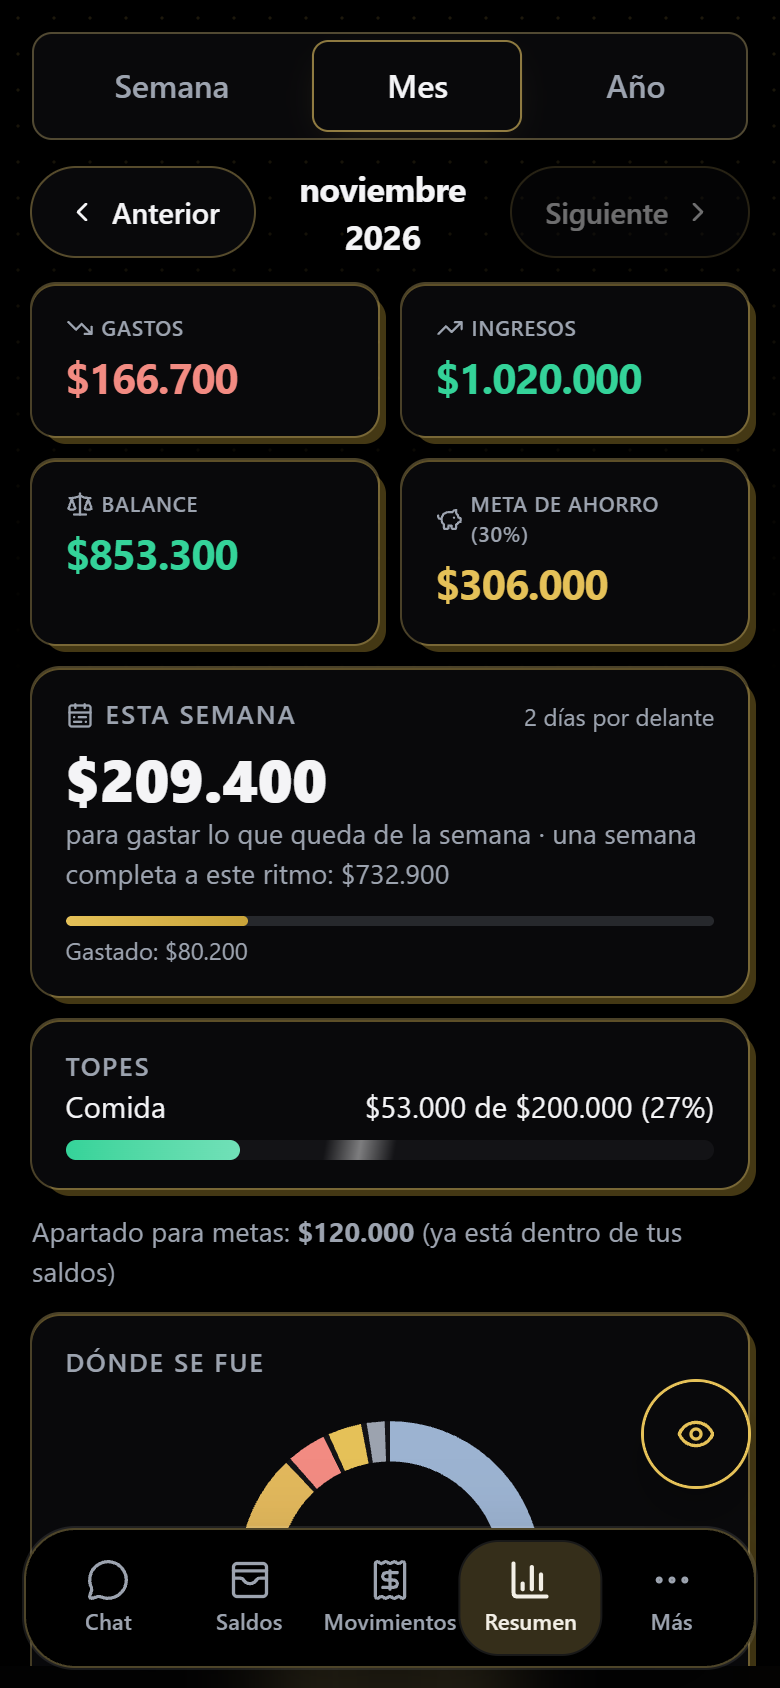 Semana
Mes
Año
Anterior
noviembre
2026
Siguiente
GASTOS
$166.700
INGRESOS
$1.020.000
BALANCE
$853.300
META DE AHORRO
(30%)
$306.000
ESTA SEMANA
2 días por delante
$209.400
para gastar lo que queda de la semana · una semana
completa a este ritmo: $732.900
Gastado: $80.200
TOPES
Comida
$53.000 de $200.000 (27%)
Apartado para metas: $120.000 (ya está dentro de tus
saldos)
DÓNDE SE FUE
Chat
Saldos
Movimientos
Resumen
Más